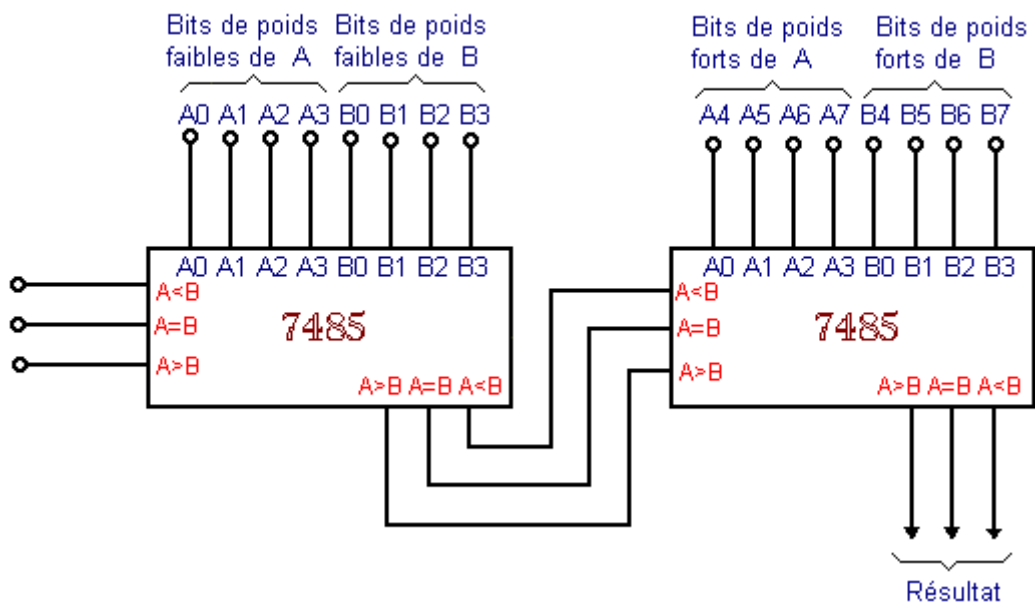 Bits de poids faibles de A
Bits de poids faibles de B
A0 A1 A2 A3 B0 B1 B2 B3
A0 A1 A2 A3 B0 B1 B2 B3
A<B
A=B
A>B
7485
A>B A=B A<B
Bits de poids forts de A
Bits de poids forts de B
A4 A5 A6 A7 B4 B5 B6 B7
A0 A1 A2 A3 B0 B1 B2 B3
A<B
A=B
A>B
7485
A>B A=B A<B
Résultat